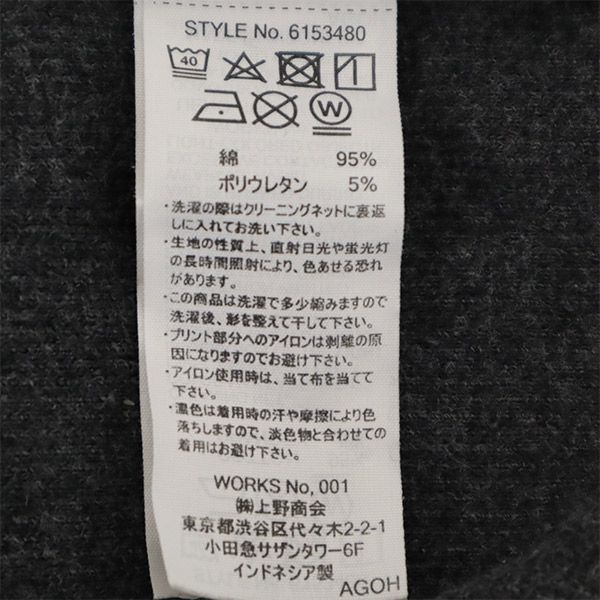 STYLE No. 6153480
40
W
綿 95%
ポリウレタン 5%
・洗濯の際はクリーニングネットに裏返
しに入れてお洗い下さい。
・生地の性質上、直射日光や蛍光灯
の長時間照射により、色あせる恐れ
があります。
・この商品は洗濯で多少縮みますので
洗濯後、形を整えて干して下さい。
・プリント部分へのアイロンは剥離の原
因になりますのでお避け下さい。
・アイロン使用時は、当て布を当てて
下さい。
・濃色は着用時の汗や摩擦により色
落ちしますので、淡色物と合わせての
着用はお避け下さい。
WORKS No, 001
㈱上野商会
東京都渋谷区代々木2-2-1
小田急サザンタワー6F
インドネシア製
AGOH